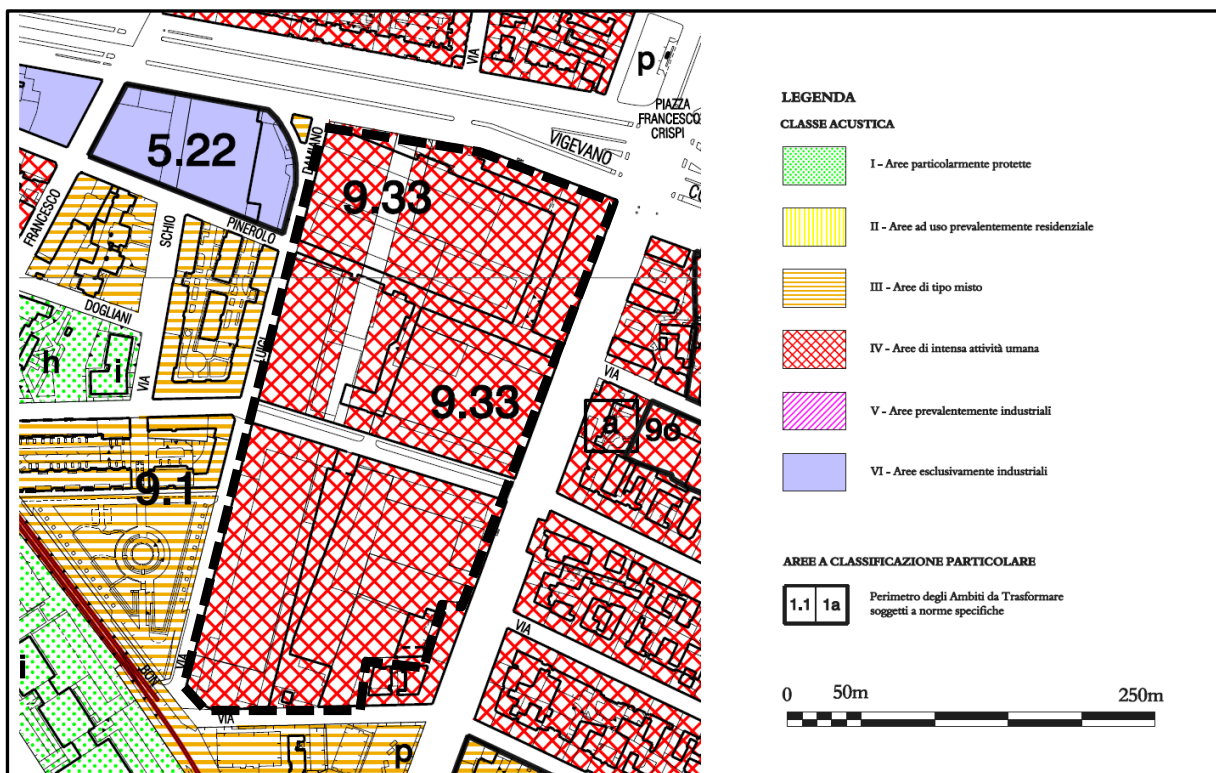 p
VIA
PIAZZA
FRANCESCO
CRISPI
VIGEVANO
5.22
DAMIANO
9.33
FRANCESCO
SCHIO
PINEROLO
DOGLIANI
LUIGI
h
i
VIA
9.33
VIA
a
9o
9.1
VIA
VIA
VIA
p
LEGENDA
CLASSE ACUSTICA
I - Aree particolarmente protette
II - Aree ad uso prevalentemente residenziale
III - Aree di tipo misto
IV - Aree di intensa attività umana
V - Aree prevalentemente industriali
VI - Aree esclusivamente industriali
AREE A CLASSIFICAZIONE PARTICOLARE
1.1 1a
Perimetro degli Ambiti da Trasformare
soggetti a norme specifiche
0 50m 250m